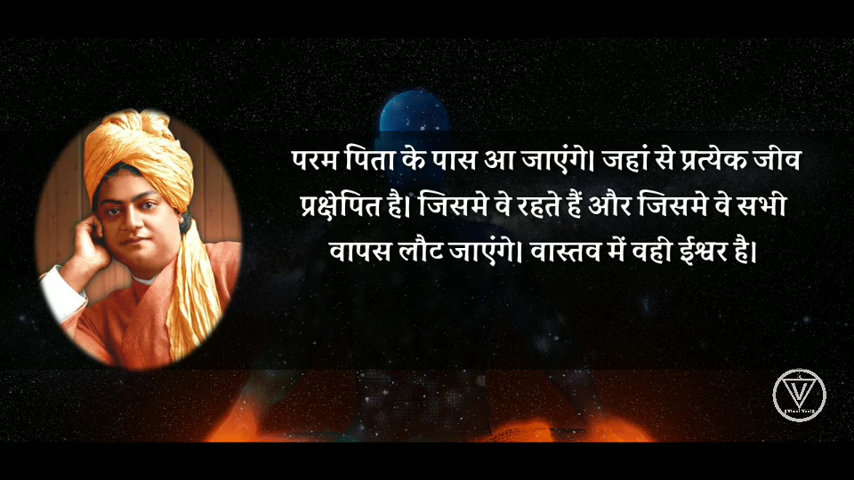 परम पिता के पास आ जाएंगे। जहां से प्रत्येक जीव
प्रक्षेपित है। जिसमे वे रहते हैं और जिसमे वे सभी
वापस लौट जाएंगे। वास्तव में वही ईश्वर है।